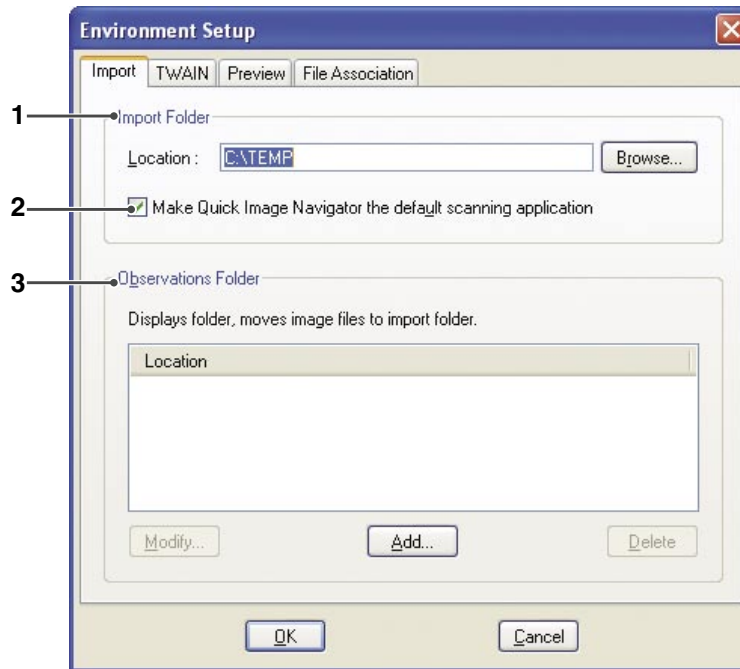 Environment Setup
Import TWAIN Preview File Association
1 Import Folder
Location : C:\TEMP Browse...
2 Make Quick Image Navigator the default scanning application
3 Observations Folder
Displays folder, moves image files to import folder.
Location
Modify... Add... Delete
OK Cancel